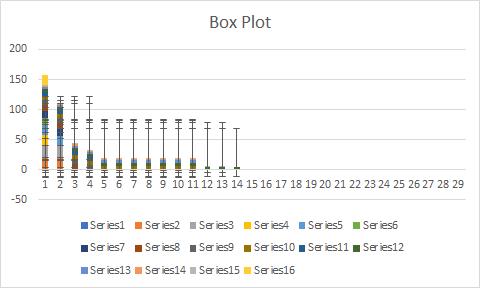 Box Plot
200
150
100
50
0
-50
1 2 3 4 5 6 7 8 9 10 11 12 13 14 15 16 17 18 19 20 21 22 23 24 25 26 27 28 29
Series1 Series2 Series3 Series4 Series5 Series6
Series7 Series8 Series9 Series10 Series11 Series12
Series13 Series14 Series15 Series16